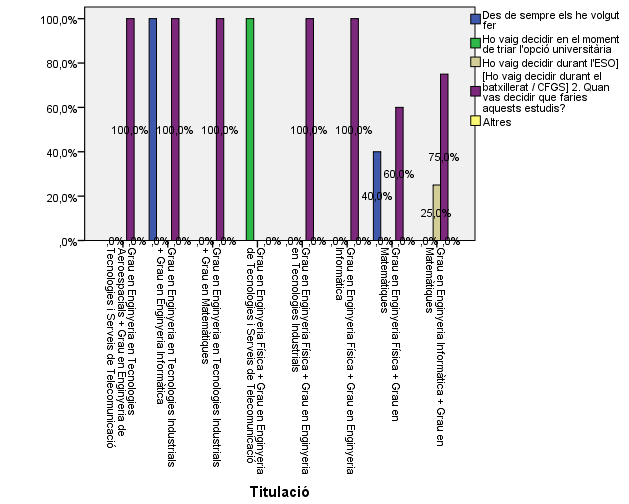 100,0%
80,0%
60,0%
40,0%
20,0%
,0%
100,0%
100,0%
100,0%
100,0%
100,0%
40,0%
60,0%
25,0%
75,0%
Des de sempre els he volgut
fer
Ho vaig decidir en el moment
de triar l'opció universitària
Ho vaig decidir durant l'ESO]
[Ho vaig decidir durant el
batxillerat / CFGS] 2. Quan
vas decidir que faries
aquests estudis?
Altres
Grau en Enginyeria en Tecnologies
Aeroespacials + Grau en Enginyeria de
Tecnologies i Serveis de Telecomunicació
Grau en Enginyeria en Tecnologies Industrials
+ Grau en Enginyeria Informàtica
Grau en Enginyeria en Tecnologies Industrials
+ Grau en Matemàtiques
Grau en Enginyeria Física + Grau en Enginyeria
de Tecnologies i Serveis de Telecomunicació
Grau en Enginyeria Física + Grau en Enginyeria
en Tecnologies Industrials
Grau en Enginyeria Física + Grau en Enginyeria
Informàtica
Grau en Enginyeria Física + Grau en
Matemàtiques
Grau en Enginyeria Informàtica + Grau en
Matemàtiques
Titulació